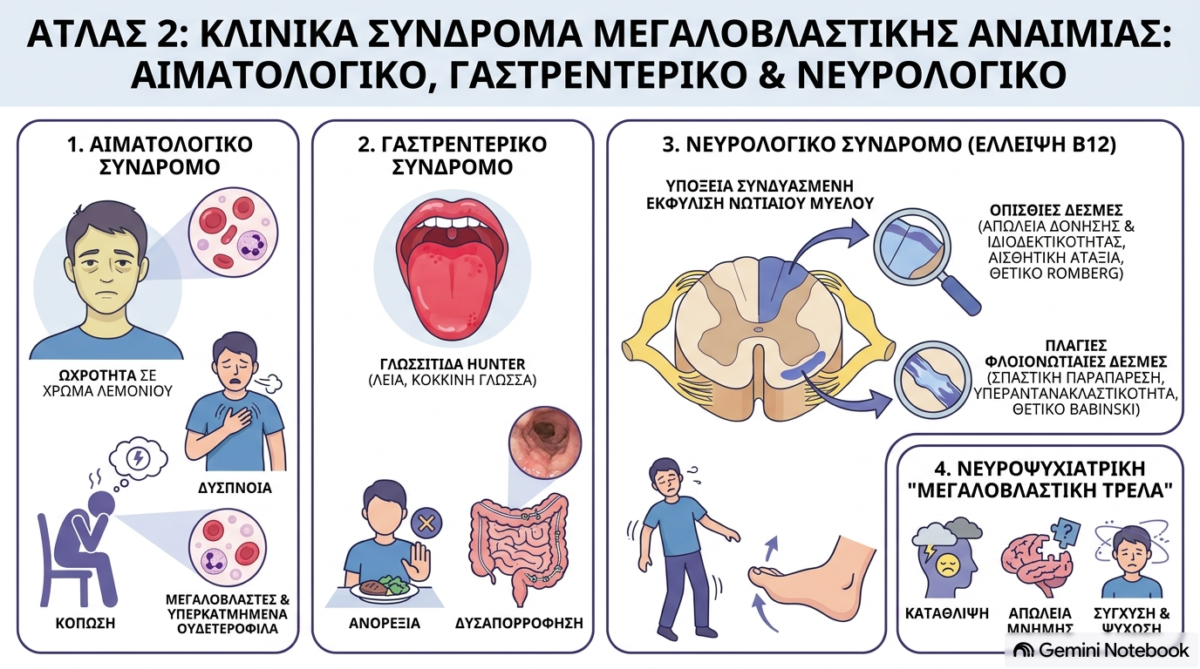 ΑΤΛΑΣ 2: ΚΛΙΝΙΚΑ ΣΥΝΔΡΟΜΑ ΜΕΓΑΛΟΒΛΑΣΤΙΚΗΣ ΑΝΑΙΜΙΑΣ:
ΑΙΜΑΤΟΛΟΓΙΚΟ, ΓΑΣΤΡΕΝΤΕΡΙΚΟ & ΝΕΥΡΟΛΟΓΙΚΟ
1. ΑΙΜΑΤΟΛΟΓΙΚΟ
ΣΥΝΔΡΟΜΟ
ΩΧΡΟΤΗΤΑ ΣΕ
ΧΡΩΜΑ ΛΕΜΟΝΙΟΥ
ΔΥΣΠΝΟΙΑ
ΚΟΠΩΣΗ
ΜΕΓΑΛΟΒΛΑΣΤΕΣ &
ΥΠΕΡΚΑΤΜΗΜΕΝΑ
ΟΥΔΕΤΕΡΟΦΙΛΑ
2. ΓΑΣΤΡΕΝΤΕΡΙΚΟ
ΣΥΝΔΡΟΜΟ
ΓΛΩΣΣΙΤΙΔΑ HUNTER
(ΛΕΙΑ, ΚΟΚΚΙΝΗ ΓΛΩΣΣΑ)
ΑΝΟΡΕΞΙΑ
ΔΥΣΑΠΟΡΡΟΦΗΣΗ
3. ΝΕΥΡΟΛΟΓΙΚΟ ΣΥΝΔΡΟΜΟ (ΕΛΛΕΙΨΗ Β12)
ΥΠΟΞΕΙΑ ΣΥΝΔΥΑΣΜΕΝΗ
ΕΚΦΥΛΙΣΗ ΝΩΤΙΑΙΟΥ ΜΥΕΛΟΥ
ΟΠΙΣΘΙΕΣ ΔΕΣΜΕΣ
(ΑΠΩΛΕΙΑ ΔΟΝΗΣΗΣ &
ΙΔΙΟΔΕΚΤΙΚΟΤΗΤΑΣ,
ΑΙΣΘΗΤΙΚΗ ΑΤΑΞΙΑ,
ΘΕΤΙΚΟ ROMBERG)
ΠΛΑΓΙΕΣ
ΦΛΟΙΟΝΩΤΙΑΙΕΣ ΔΕΣΜΕΣ
(ΣΠΑΣΤΙΚΗ ΠΑΡΑΠΑΡΕΣΗ,
ΥΠΕΡΑΝΤΑΝΑΚΛΑΣΤΙΚΟΤΗΤΑ,
ΘΕΤΙΚΟ BABINSKI)
4. ΝΕΥΡΟΨΥΧΙΑΤΡΙΚΗ
"ΜΕΓΑΛΟΒΛΑΣΤΙΚΗ ΤΡΕΛΑ"
ΚΑΤΑΘΛΙΨΗ
ΑΠΩΛΕΙΑ
ΜΝΗΜΗΣ
ΣΥΓΧΥΣΗ &
ΨΥΧΩΣΗ
Gemini Notebook